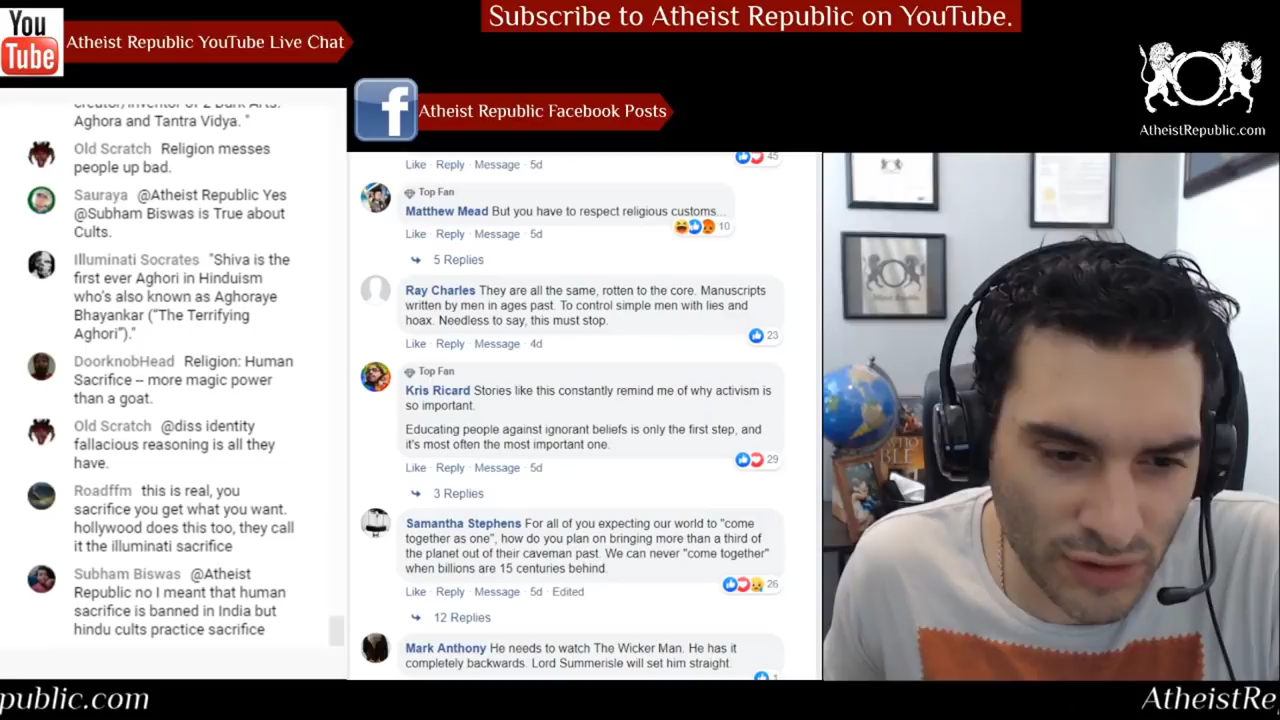 Subscribe to Atheist Republic on YouTube.
You
Tube
Atheist Republic YouTube Live Chat
AtheistRepublic.com
f
Atheist Republic Facebook Posts
creator/inventor of 2 Dark Arts.
Aghora and Tantra Vidya. "
Old Scratch Religion messes
people up bad.
Sauraya @Atheist Republic Yes
@Subham Biswas is True about
Cults.
Illuminati Socrates "Shiva is the
first ever Aghori in Hinduism
who's also known as Aghoraye
Bhayankar ("The Terrifying
Aghori")."
DoorknobHead Religion: Human
Sacrifice -- more magic power
than a goat.
Old Scratch @diss identity
fallacious reasoning is all they
have.
Roadffm this is real, you
sacrifice you get what you want.
hollywood does this too, they call
it the illuminati sacrifice
Subham Biswas @Atheist
Republic no I meant that human
sacrifice is banned in India but
hindu cults practice sacrifice
Like · Reply · Message · 5d
45
Top Fan
Matthew Mead But you have to respect religious customs...
10
Like · Reply · Message · 5d
5 Replies
Ray Charles They are all the same, rotten to the core. Manuscripts
written by men in ages past. To control simple men with lies and
hoax. Needless to say, this must stop.
23
Like · Reply · Message · 4d
Top Fan
Kris Ricard Stories like this constantly remind me of why activism is
so important.
Educating people against ignorant beliefs is only the first step, and
it's most often the most important one.
29
Like · Reply · Message · 5d
3 Replies
Samantha Stephens For all of you expecting our world to "come
together as one", how do you plan on bringing more than a third of
the planet out of their caveman past. We can never "come together"
when billions are 15 centuries behind.
26
Like · Reply · Message · 5d · Edited
12 Replies
Mark Anthony He needs to watch The Wicker Man. He has it
completely backwards. Lord Summerisle will set him straight.
1
public.com
AtheistRe